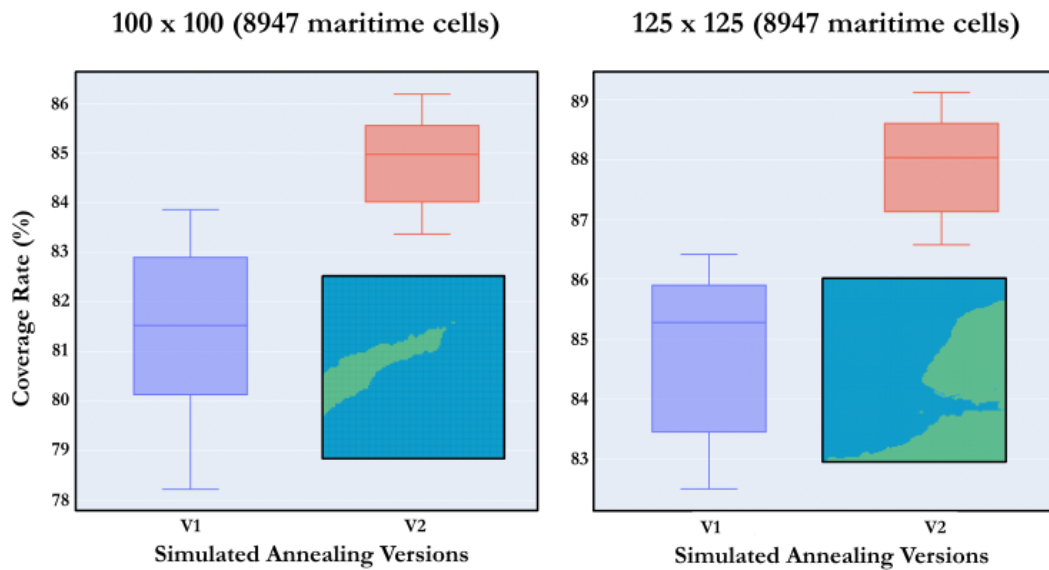 100 x 100 (8947 maritime cells)
125 x 125 (8947 maritime cells)
Coverage Rate (%)
86
85
84
83
82
81
80
79
78
V1
V2
Simulated Annealing Versions
89
88
87
86
85
84
83
V1
V2
Simulated Annealing Versions